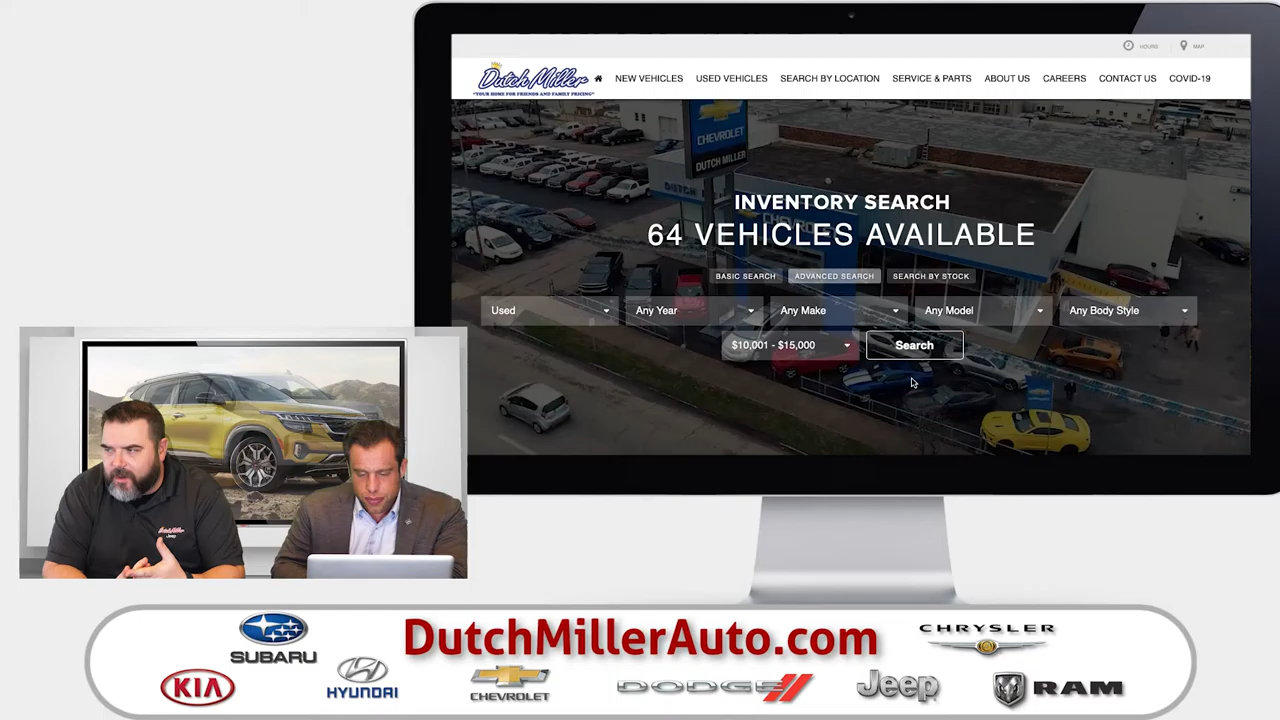 HOURS
MAP
Dutch Miller
"YOUR HOME FOR FRIENDS AND FAMILY PRICING"
NEW VEHICLES
USED VEHICLES
SEARCH BY LOCATION
SERVICE & PARTS
ABOUT US
CAREERS
CONTACT US
COVID-19
CHEVROLET
DUTCH MILLER
INVENTORY SEARCH
64 VEHICLES AVAILABLE
BASIC SEARCH
ADVANCED SEARCH
SEARCH BY STOCK
Used
Any Year
Any Make
Any Model
Any Body Style
$10,001 - $15,000
Search
Dutch Miller
Jeep
DutchMillerAuto.com
SUBARU
CHRYSLER
KIA
HYUNDAI
CHEVROLET
DODGE
Jeep
RAM